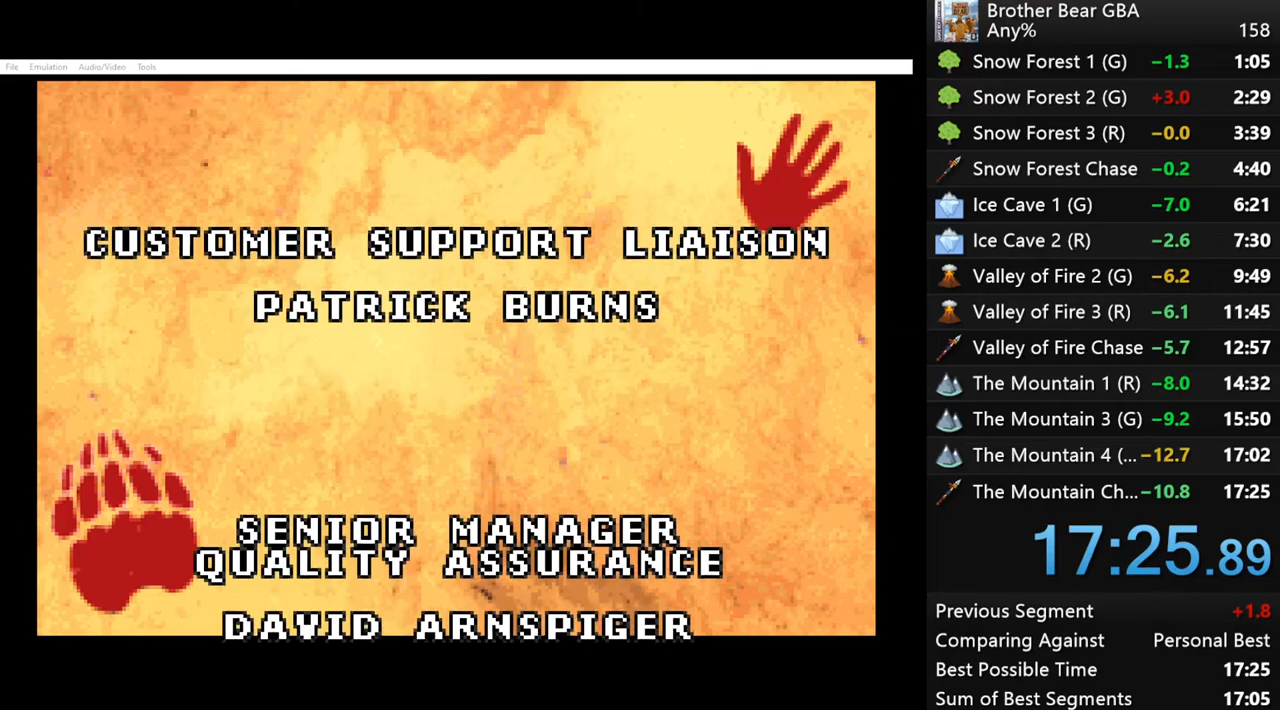 Brother Bear GBA
Any% 158
File Emulation Audio/Video Tools
Snow Forest 1 (G) −1.3 1:05
Snow Forest 2 (G) +3.0 2:29
Snow Forest 3 (R) −0.0 3:39
Snow Forest Chase −0.2 4:40
Ice Cave 1 (G) −7.0 6:21
Ice Cave 2 (R) −2.6 7:30
Valley of Fire 2 (G) −6.2 9:49
Valley of Fire 3 (R) −6.1 11:45
Valley of Fire Chase −5.7 12:57
The Mountain 1 (R) −8.0 14:32
The Mountain 3 (G) −9.2 15:50
The Mountain 4 (... −12.7 17:02
The Mountain Ch... −10.8 17:25
17:25.89
Previous Segment +1.8
Comparing Against Personal Best
Best Possible Time 17:25
Sum of Best Segments 17:05
CUSTOMER SUPPORT LIAISON
PATRICK BURNS
SENIOR MANAGER
QUALITY ASSURANCE
DAVID ARNSPIGER